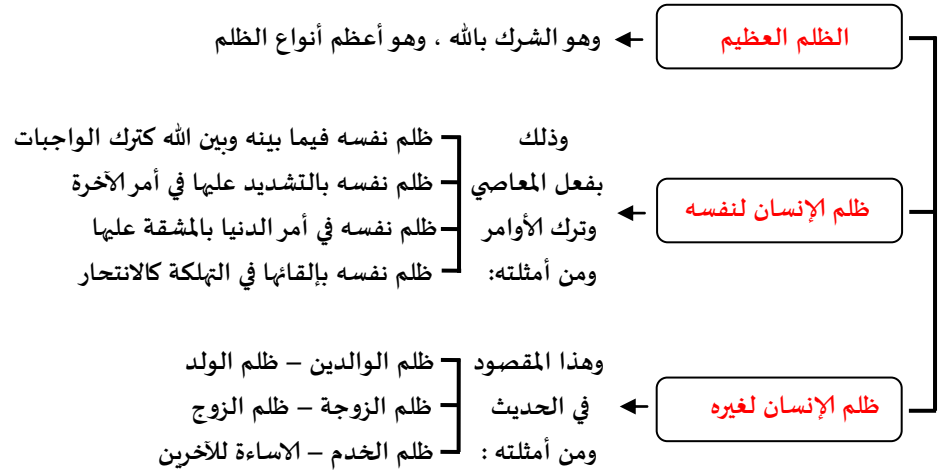 الظلم العظيم
وهو الشرك بالله ، وهو أعظم أنواع الظلم
ظلم الإنسان لنفسه
وذلك
بفعل المعاصي
وترك الأوامر
ومن أمثلته:
ظلم نفسه فيما بينه وبين الله كترك الواجبات
ظلم نفسه بالتشديد عليها في أمر الآخرة
ظلم نفسه في أمر الدنيا بالمشقة عليها
ظلم نفسه بإلقائها في التهلكة كالانتحار
ظلم الإنسان لغيره
وهذا المقصود
في الحديث
ومن أمثلته :
ظلم الوالدين – ظلم الولد
ظلم الزوجة – ظلم الزوج
ظلم الخدم – الاساءة للآخرين